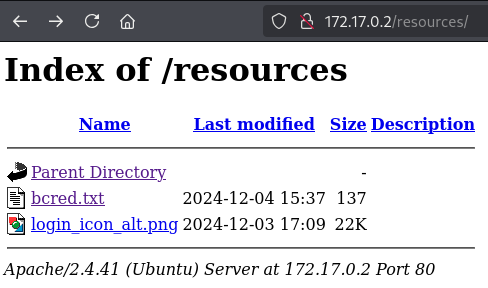 172.17.0.2/resources/
Index of /resources
Name Last modified Size Description
Parent Directory -
bcred.txt 2024-12-04 15:37 137
login_icon_alt.png 2024-12-03 17:09 22K
Apache/2.4.41 (Ubuntu) Server at 172.17.0.2 Port 80